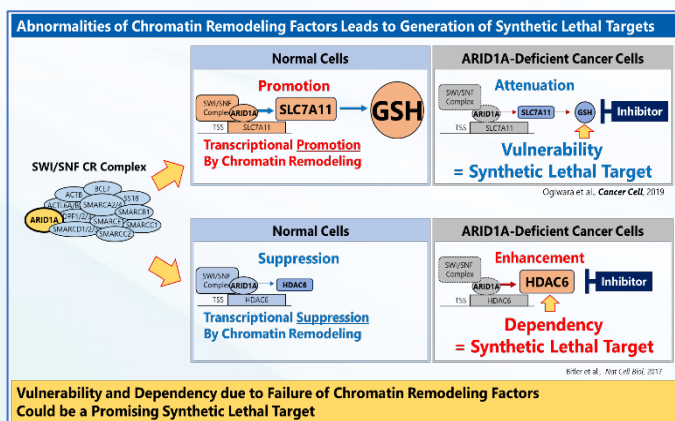 Abnormalities of Chromatin Remodeling Factors Leads to Generation of Synthetic Lethal Targets
SWI/SNF CR Complex
ACTB
BCL7
SS18
ACTL6A/B
SMARCA2/4
ARID1A
DPF1/2/3
SMARCE1
SMARCB1
SMARCD1/2/3
SMARCC1
SMARCC2
Normal Cells
Promotion
SWI/SNF
Complex
ARID1A
SLC7A11
GSH
TSS
SLC7A11
Transcriptional Promotion
By Chromatin Remodeling
ARID1A-Deficient Cancer Cells
Attenuation
SWI/SNF
Complex
ARID1A
SLC7A11
GSH
Inhibitor
TSS
SLC7A11
Vulnerability
= Synthetic Lethal Target
Ogiwara et al., Cancer Cell, 2019
Normal Cells
Suppression
SWI/SNF
Complex
ARID1A
HDAC6
TSS
HDAC6
Transcriptional Suppression
By Chromatin Remodeling
ARID1A-Deficient Cancer Cells
Enhancement
SWI/SNF
Complex
ARID1A
HDAC6
Inhibitor
TSS
HDAC6
Dependency
= Synthetic Lethal Target
Bitler et al., Nat Cell Biol, 2017
Vulnerability and Dependency due to Failure of Chromatin Remodeling Factors
Could be a Promising Synthetic Lethal Target